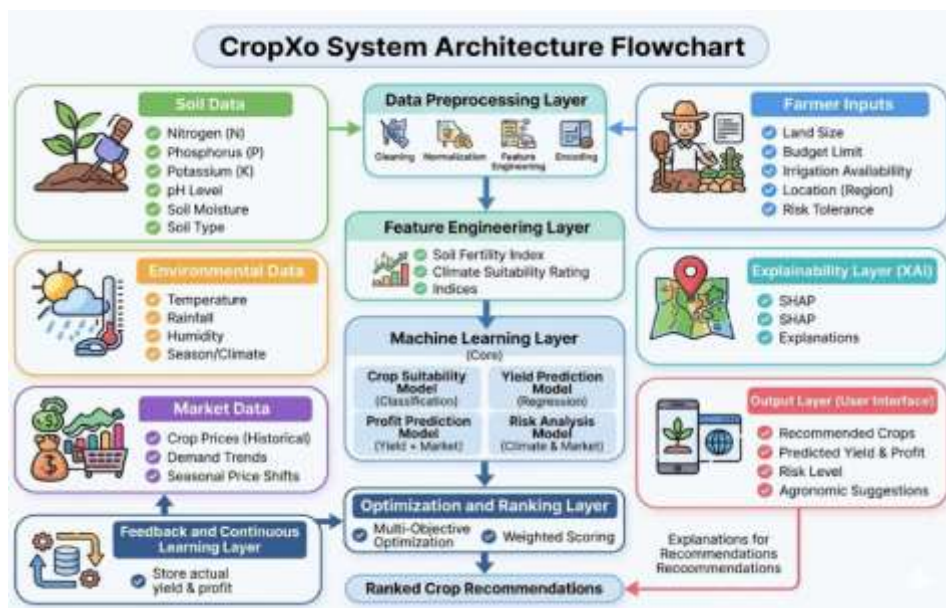 CropXo System Architecture Flowchart
Soil Data
Nitrogen (N)
Phosphorus (P)
Potassium (K)
pH Level
Soil Moisture
Soil Type
Environmental Data
Temperature
Rainfall
Humidity
Season/Climate
Market Data
Crop Prices (Historical)
Demand Trends
Seasonal Price Shifts
Feedback and Continuous
Learning Layer
Store actual
yield & profit
Data Preprocessing Layer
Cleaning
Normalization
Feature
Engineering
Encoding
Feature Engineering Layer
Soil Fertility Index
Climate Suitability Rating
Indices
Machine Learning Layer
(Core)
Crop Suitability
Model
(Classification)
Yield Prediction
Model
(Regression)
Profit Prediction
Model
(Yield + Market)
Risk Analysis
Model
(Climate & Market)
Optimization and Ranking Layer
Multi-Objective
Optimization
Weighted Scoring
Ranked Crop Recommendations
Farmer Inputs
Land Size
Budget Limit
Irrigation Availability
Location (Region)
Risk Tolerance
Explainability Layer (XAI)
SHAP
SHAP
Explanations
Output Layer (User Interface)
Recommended Crops
Predicted Yield & Profit
Risk Level
Agronomic Suggestions
Explanations for
Recommendations
Recoommendations